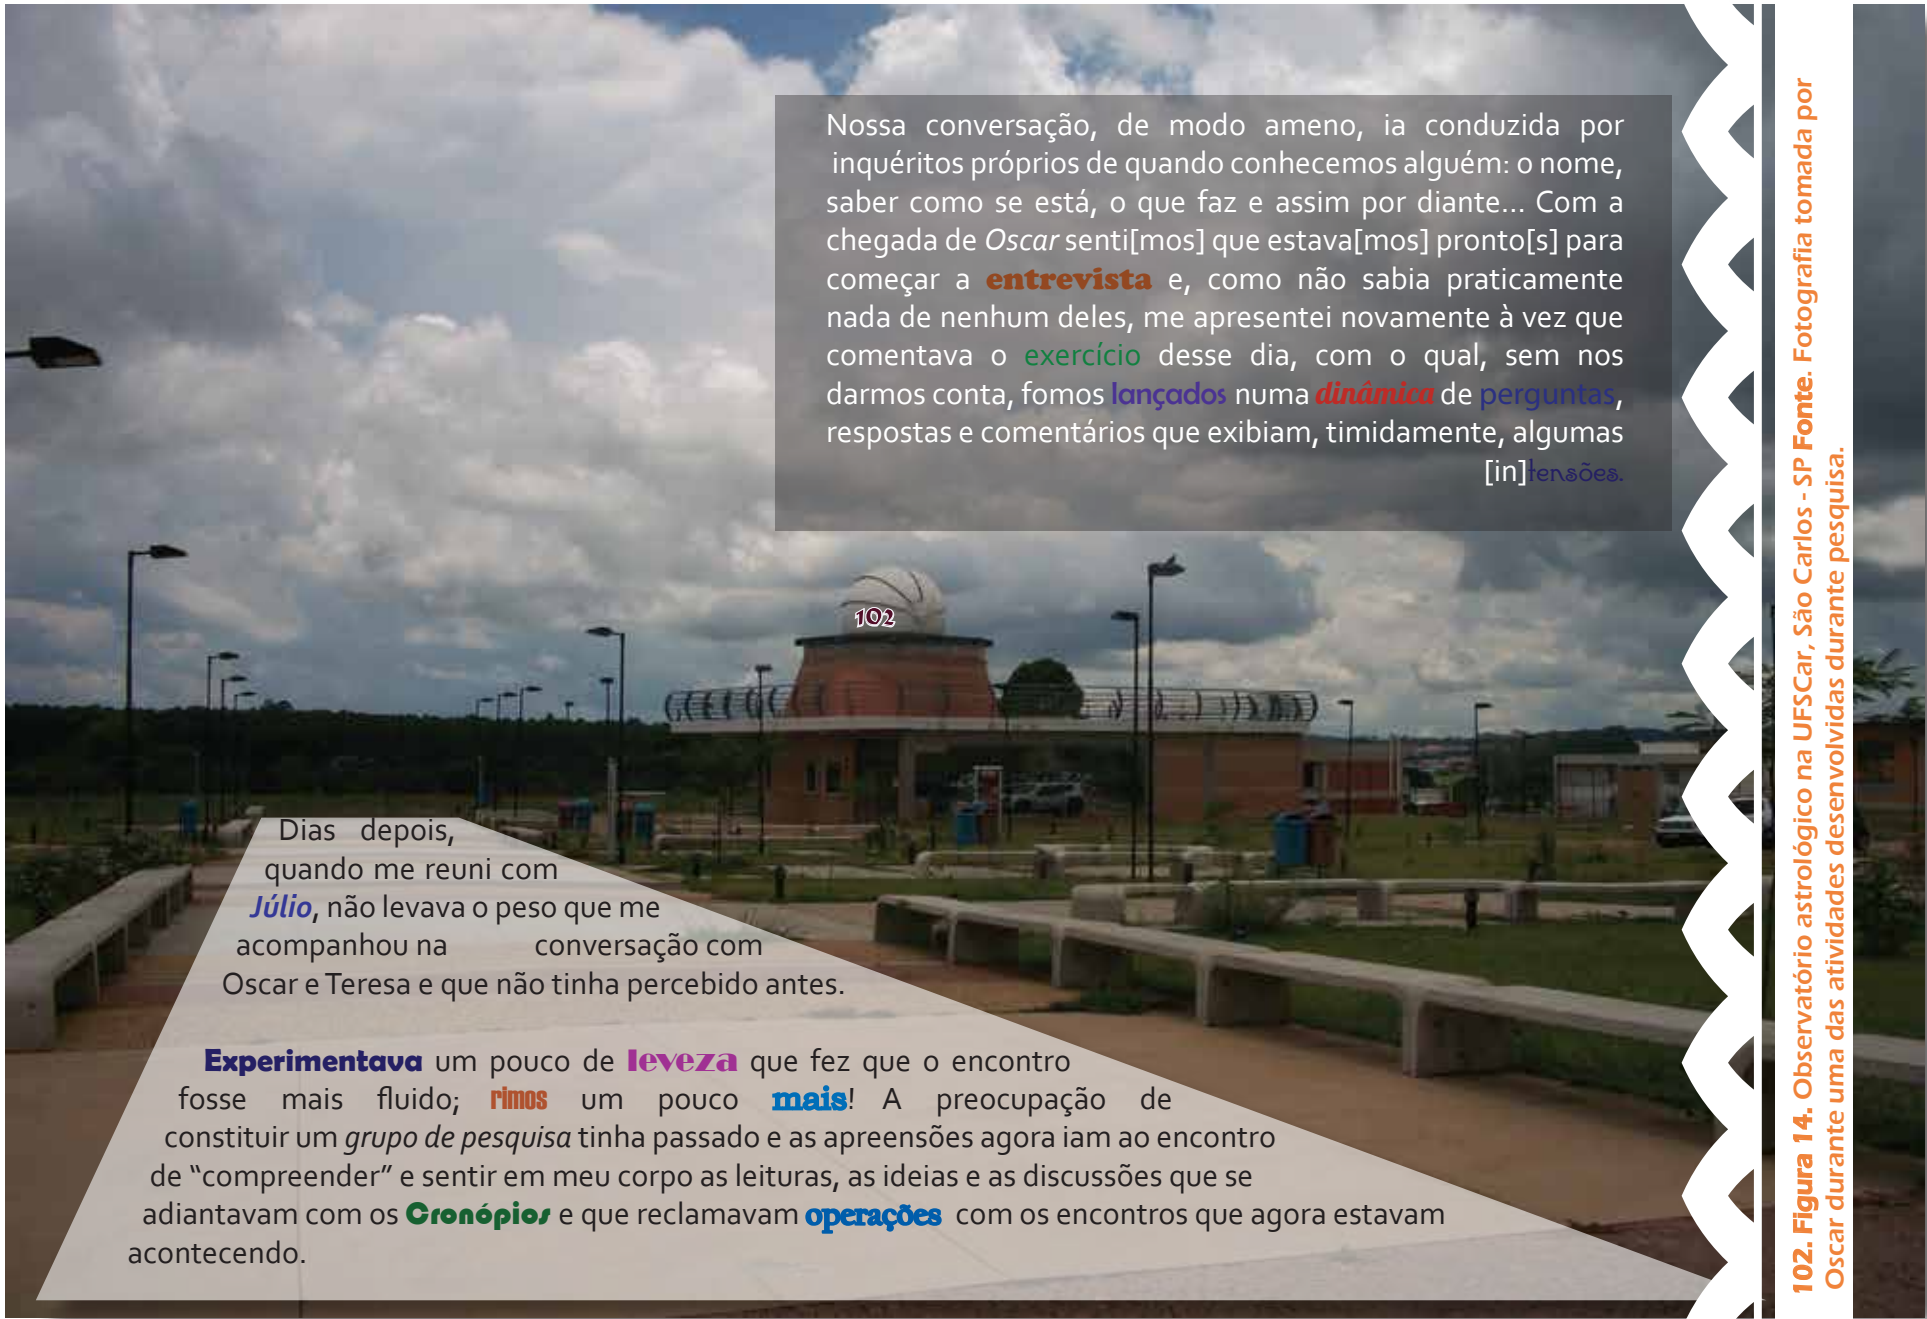 Nossa conversação, de modo ameno, ia conduzida por
inquéritos próprios de quando conhecemos alguém: o nome,
saber como se está, o que faz e assim por diante... Com a
chegada de Oscar senti[mos] que estava[mos] pronto[s] para
começar a entrevista e, como não sabia praticamente
nada de nenhum deles, me apresentei novamente à vez que
comentava o exercício desse dia, com o qual, sem nos
darmos conta, fomos lançados numa dinâmica de perguntas,
respostas e comentários que exibiam, timidamente, algumas
[in]tensões.
102
Dias depois,
quando me reuni com
Júlio, não levava o peso que me
acompanhou na conversação com
Oscar e Teresa e que não tinha percebido antes.
Experimentava um pouco de leveza que fez que o encontro
fosse mais fluido; rimos um pouco mais! A preocupação de
constituir um grupo de pesquisa tinha passado e as apreensões agora iam ao encontro
de “compreender” e sentir em meu corpo as leituras, as ideias e as discussões que se
adiantavam com os Cronópios e que reclamavam operações com os encontros que agora estavam
acontecendo.
102. Figura 14. Observatório astrológico na UFSCar, São Carlos - SP Fonte. Fotografia tomada por
Oscar durante uma das atividades desenvolvidas durante pesquisa.